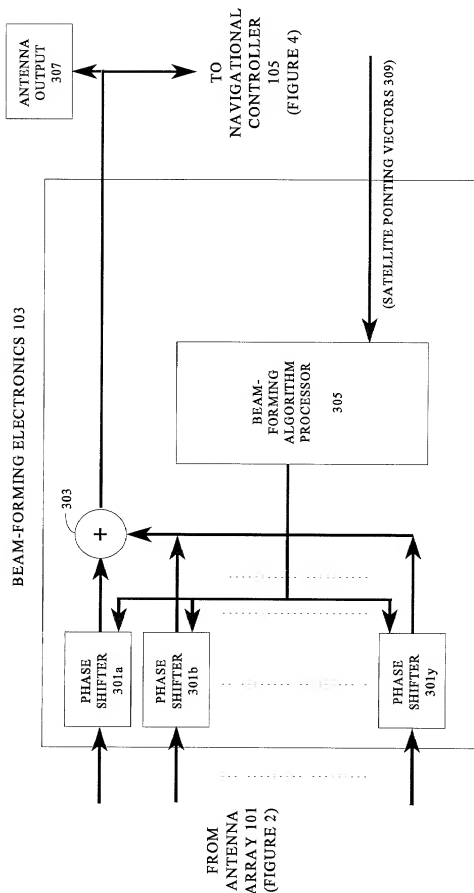 BEAM-FORMING ELECTRONICS 103
ANTENNA
OUTPUT
307
TO
NAVIGATIONAL
CONTROLLER
105
(FIGURE 4)
303
+
(SATELLITE POINTING VECTORS 309)
BEAM-
FORMING
ALGORITHM
PROCESSOR
305
PHASE
SHIFTER
301a
PHASE
SHIFTER
301b
PHASE
SHIFTER
301y
FROM
ANTENNA
ARRAY 101
(FIGURE 2)